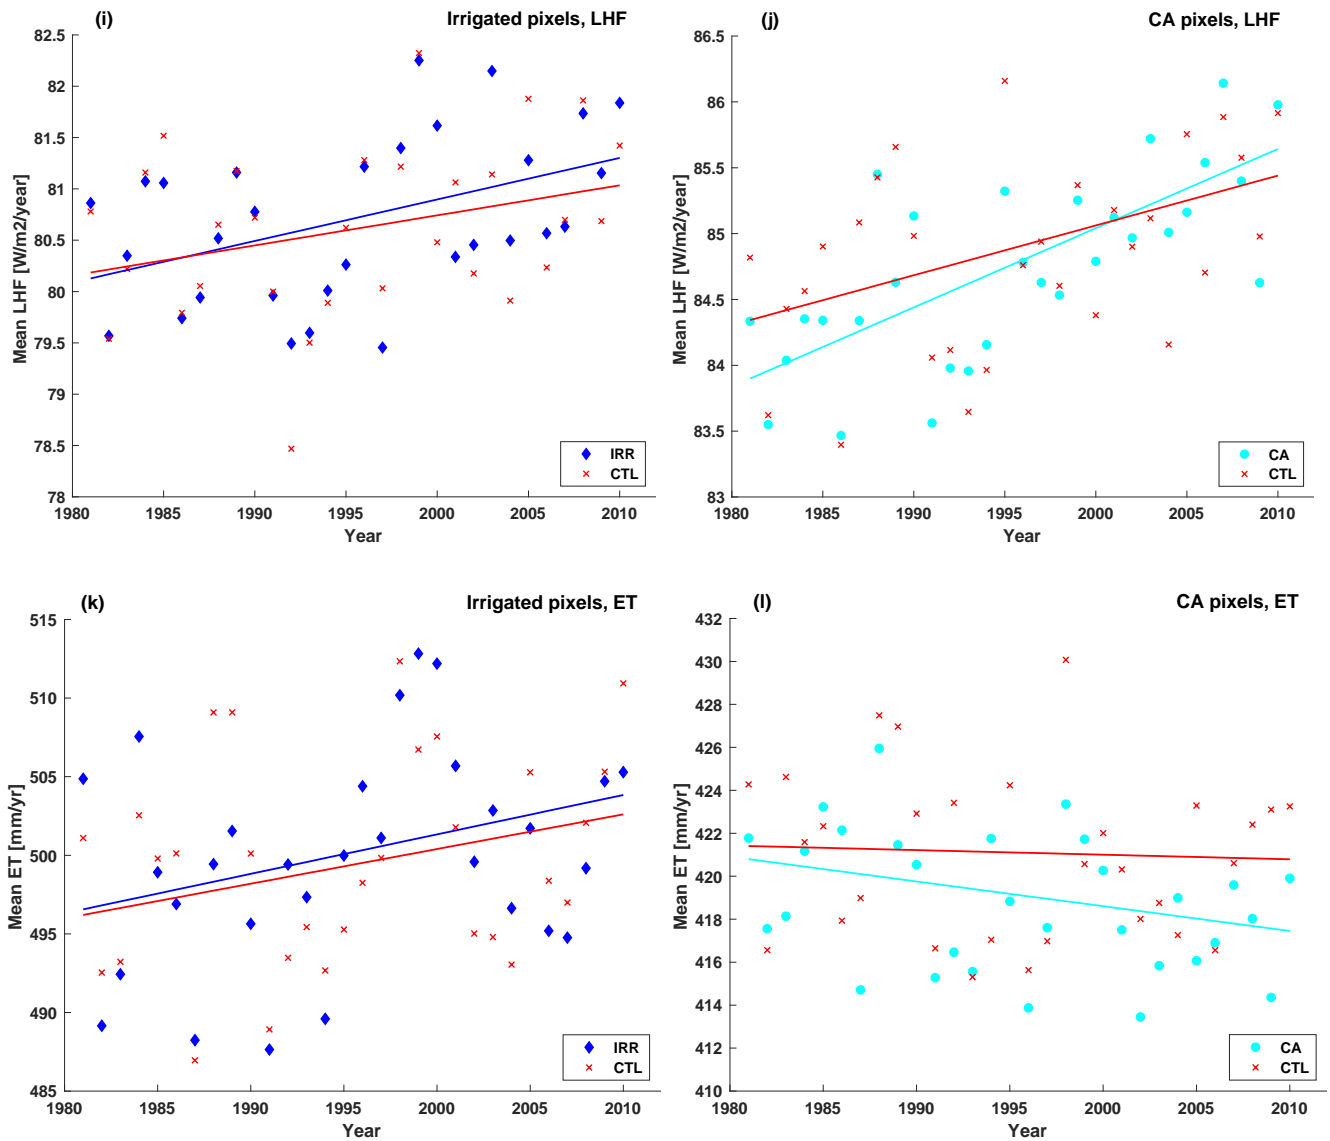 (i)
Irrigated pixels, LHF
82.5
82
81.5
81
80.5
80
79.5
79
78.5
78
Mean LHF [W/m2/year]
IRR
CTL
1980 1985 1990 1995 2000 2005 2010
Year
(j)
CA pixels, LHF
86.5
86
85.5
85
84.5
84
83.5
83
Mean LHF [W/m2/year]
CA
CTL
1980 1985 1990 1995 2000 2005 2010
Year
(k)
Irrigated pixels, ET
515
510
505
500
495
490
485
Mean ET [mm/yr]
IRR
CTL
1980 1985 1990 1995 2000 2005 2010
Year
(l)
CA pixels, ET
432
430
428
426
424
422
420
418
416
414
412
410
Mean ET [mm/yr]
CA
CTL
1980 1985 1990 1995 2000 2005 2010
Year